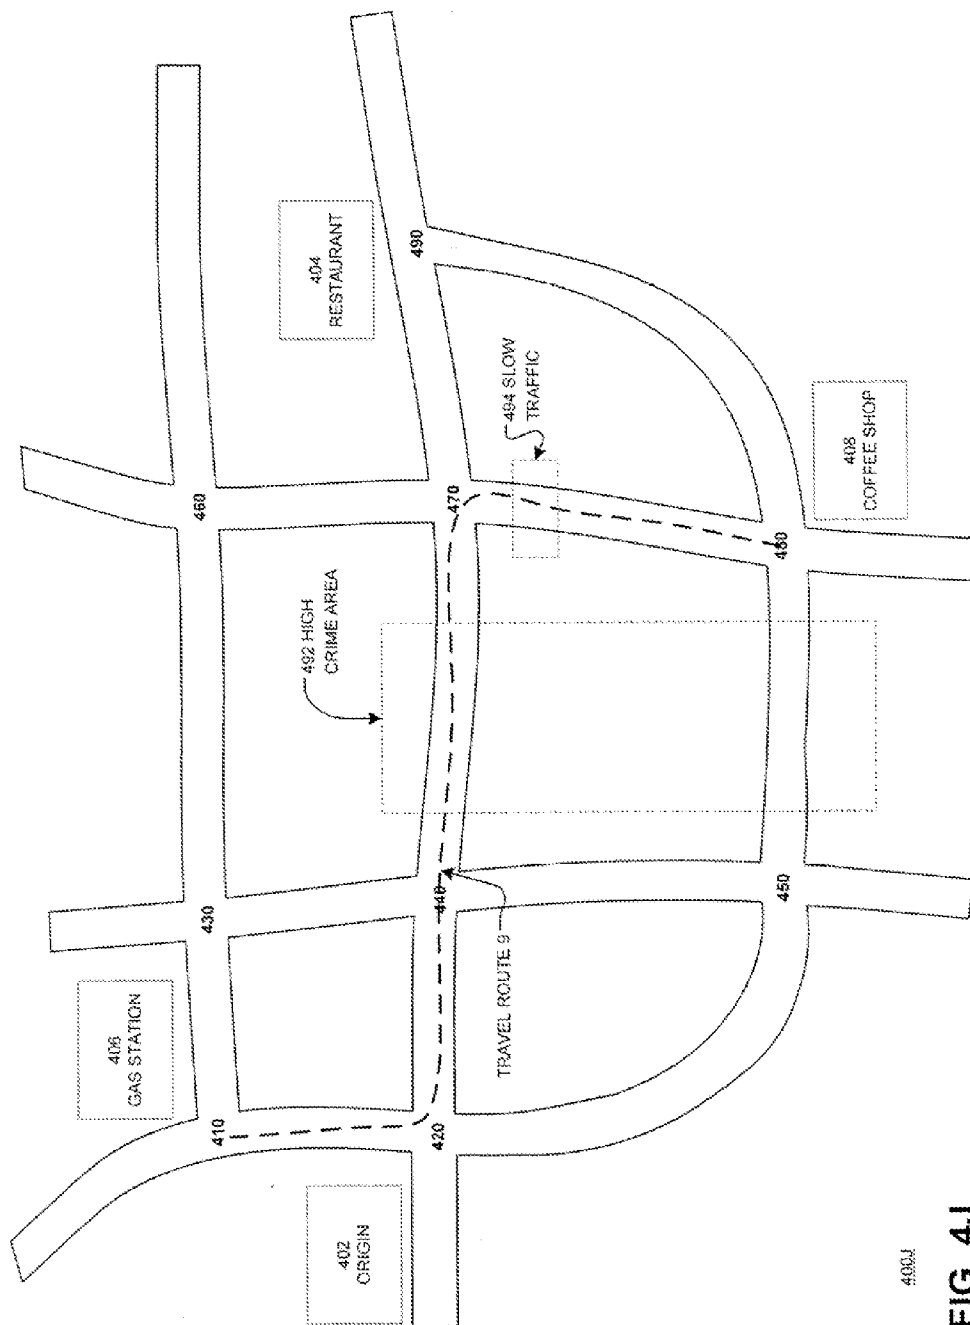 406
GAS STATION
402
ORIGIN
404
RESTAURANT
408
COFFEE SHOP
410
420
430
440
450
460
470
480
490
492 HIGH
CRIME AREA
494 SLOW
TRAFFIC
TRAVEL ROUTE 9
400J
FIG. 4J